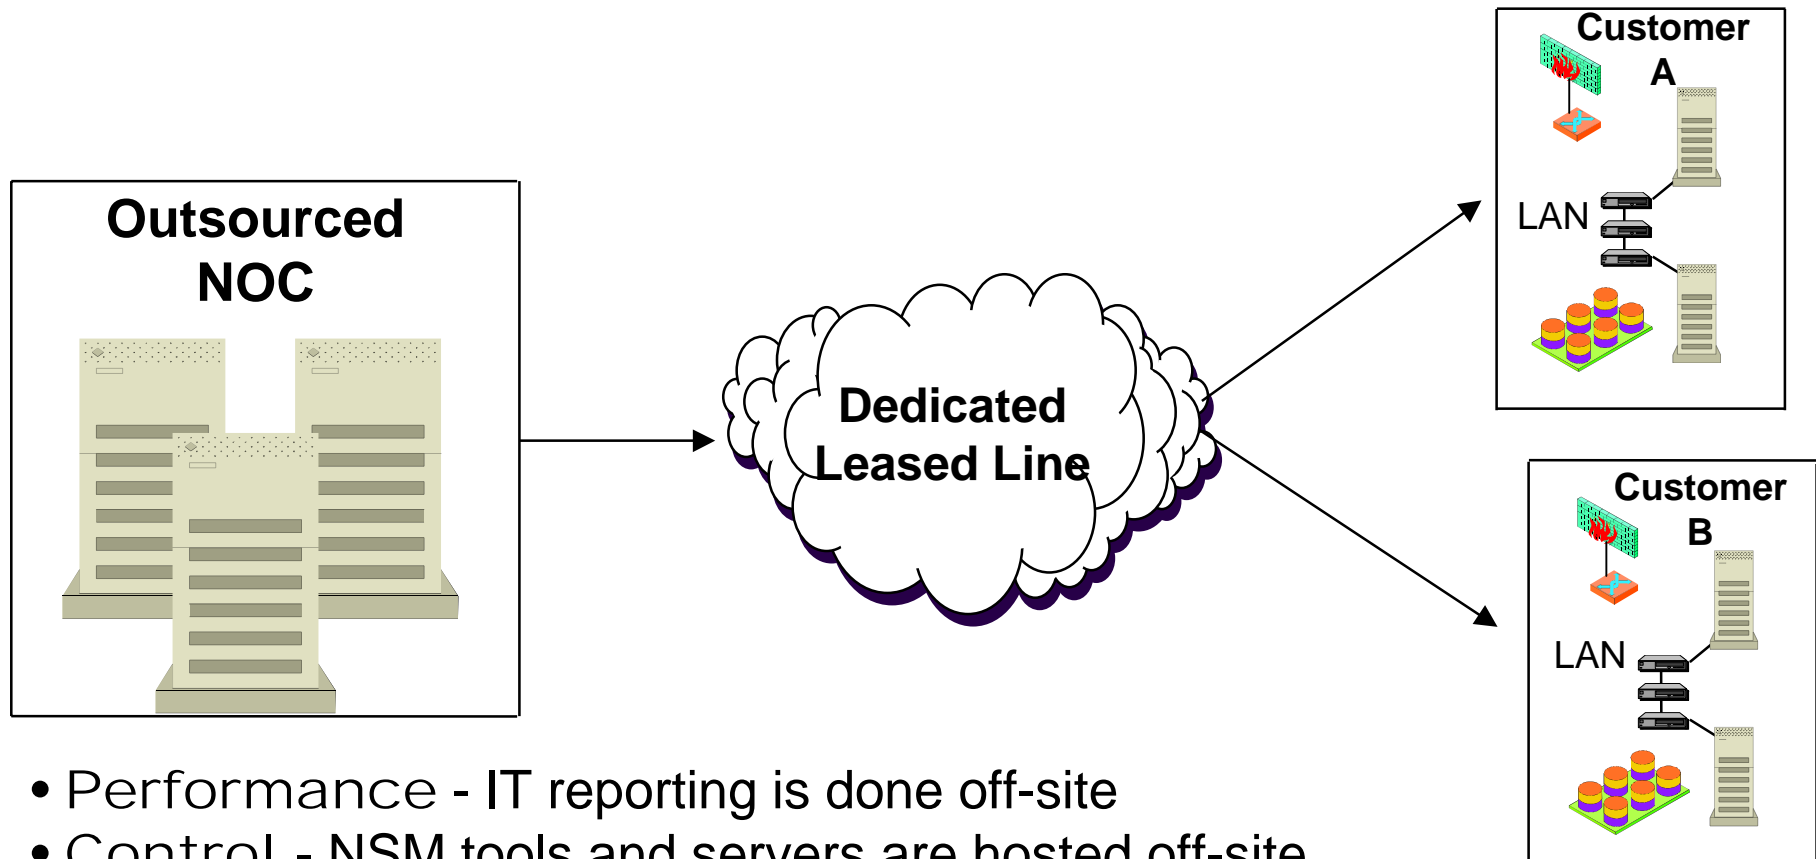 Outsourced
NOC
Dedicated
Leased Line
Customer
A
LAN
Customer
B
LAN
• Performance - IT reporting is done off-site
• Control - NSM tools and servers are hosted off-site